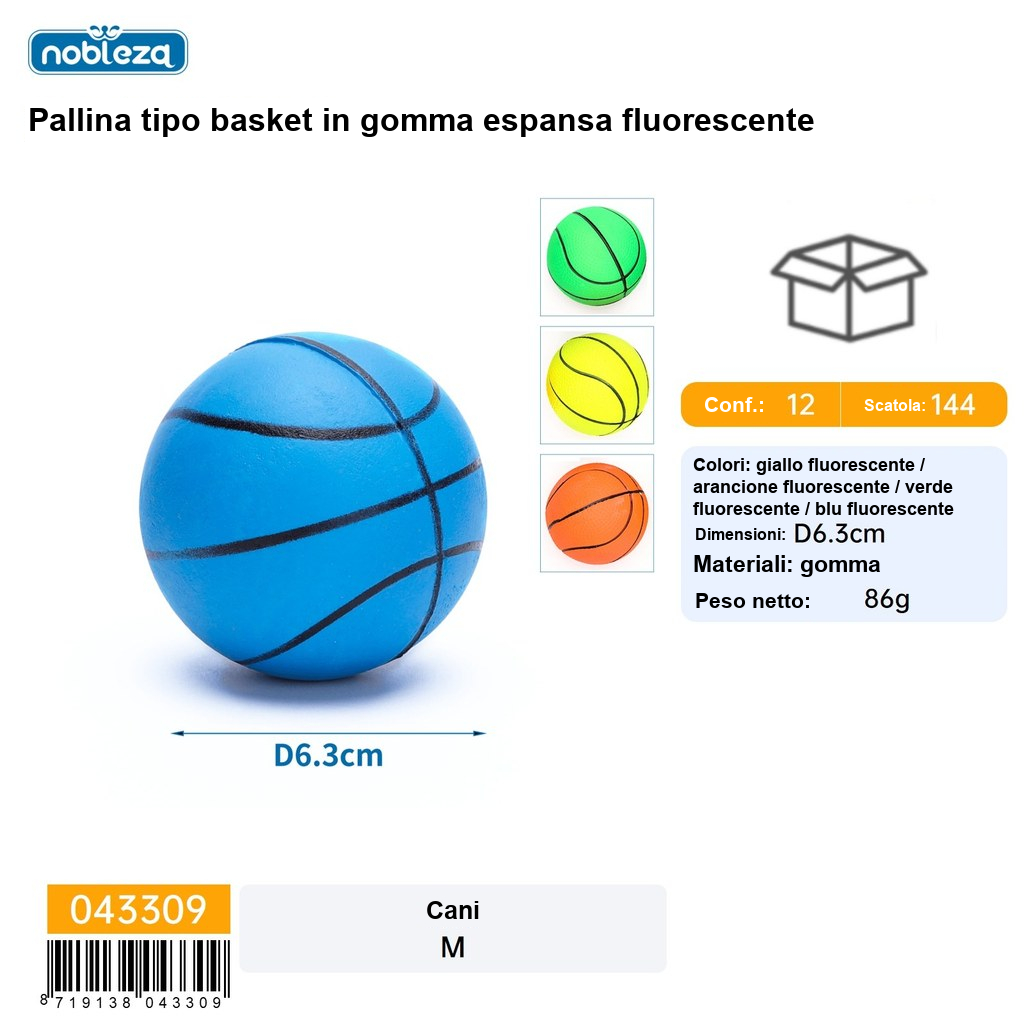 nobleza
Pallina tipo basket in gomma espansa fluorescente
Conf.: 12 Scatola: 144
Colori: giallo fluorescente /
arancione fluorescente / verde
fluorescente / blu fluorescente
Dimensioni: D6.3cm
Materiali: gomma
Peso netto: 86g
D6.3cm
043309
Cani
M
8 719138 043309